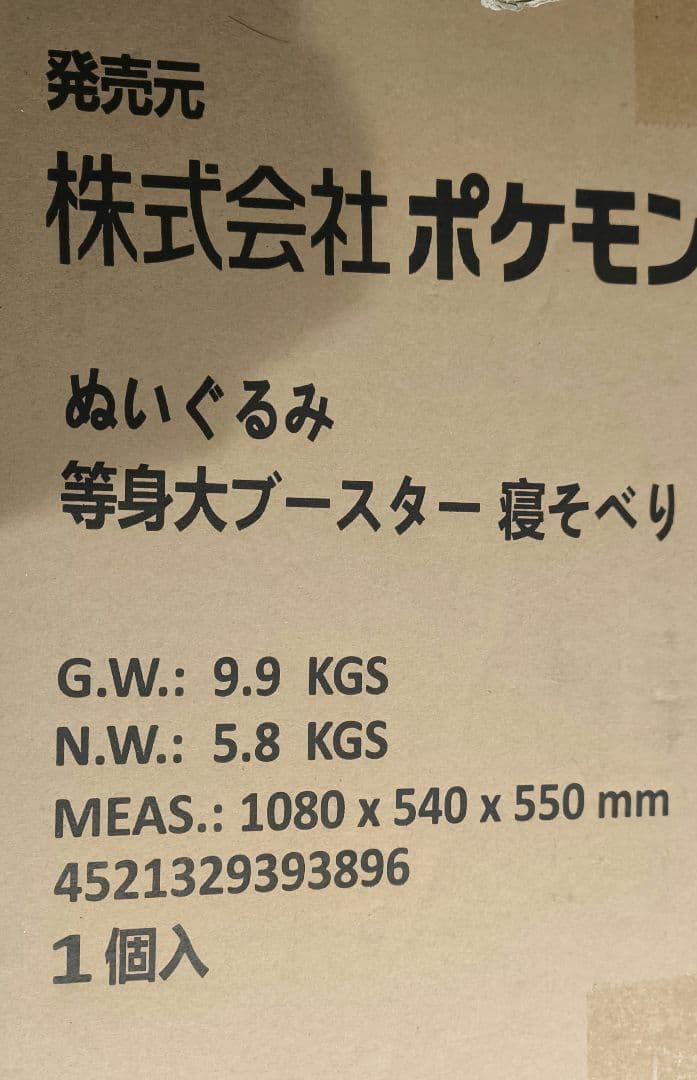 発売元
株式会社ポケモン
ぬいぐるみ
等身大ブースター 寝そべり
G.W.: 9.9 KGS
N.W.: 5.8 KGS
MEAS.: 1080 x 540 x 550 mm
4521329393896
1個入